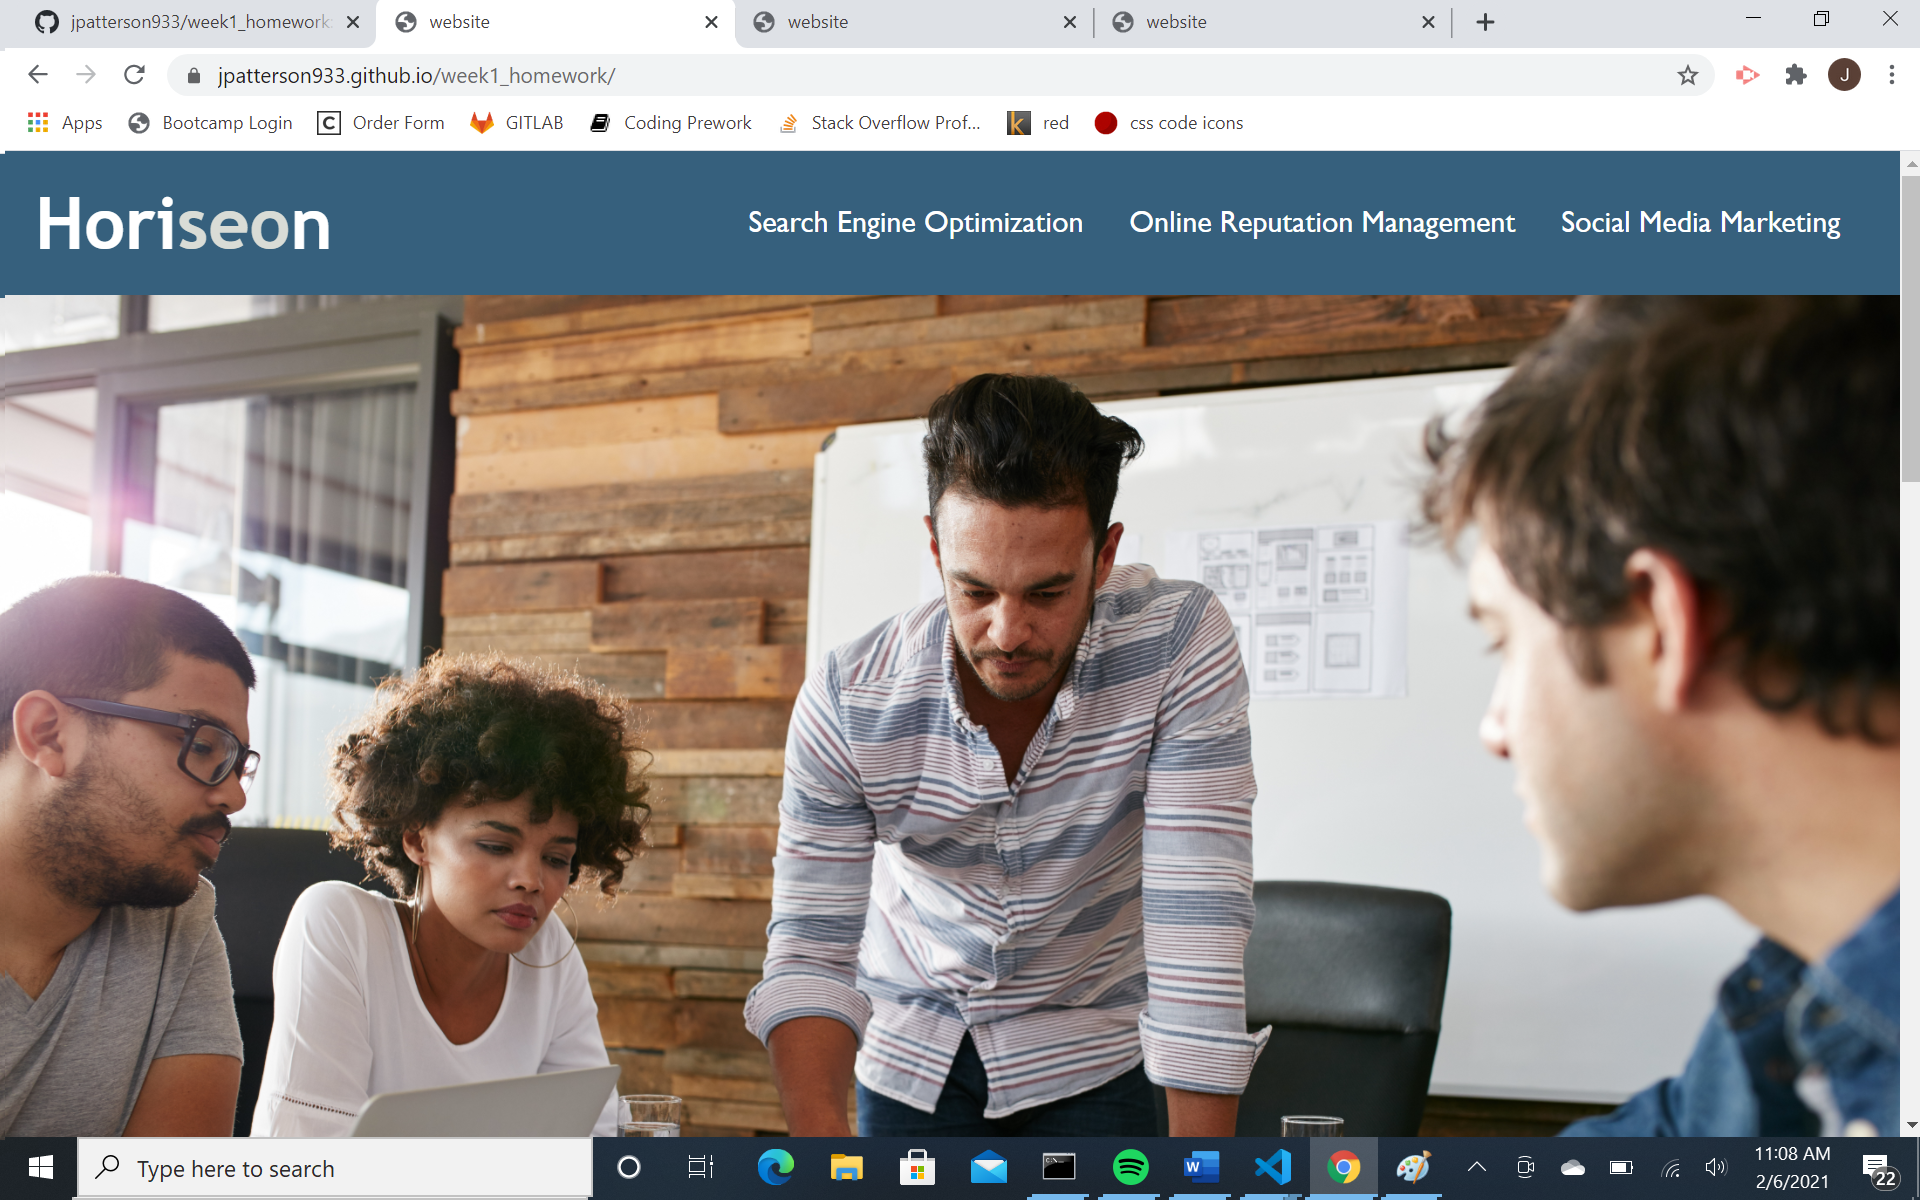 jpatterson933/week1_homework
website
website
website
jpatterson933.github.io/week1_homework/
J
Apps
Bootcamp Login
C
Order Form
GITLAB
Coding Prework
Stack Overflow Prof...
k
red
css code icons
Horiseon
Search Engine Optimization
Online Reputation Management
Social Media Marketing
Type here to search
W
11:08 AM
2/6/2021
22